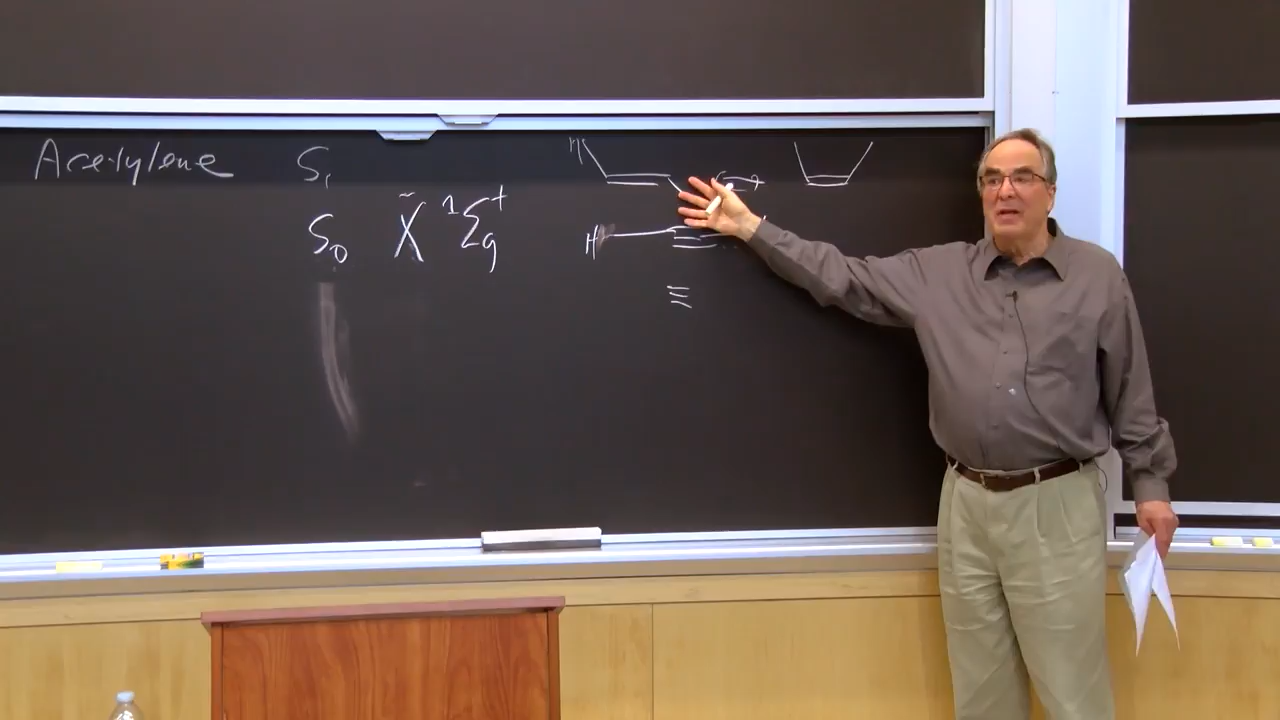 Acetylene S₁ H
S₀ X̃ ¹Σg⁺ H